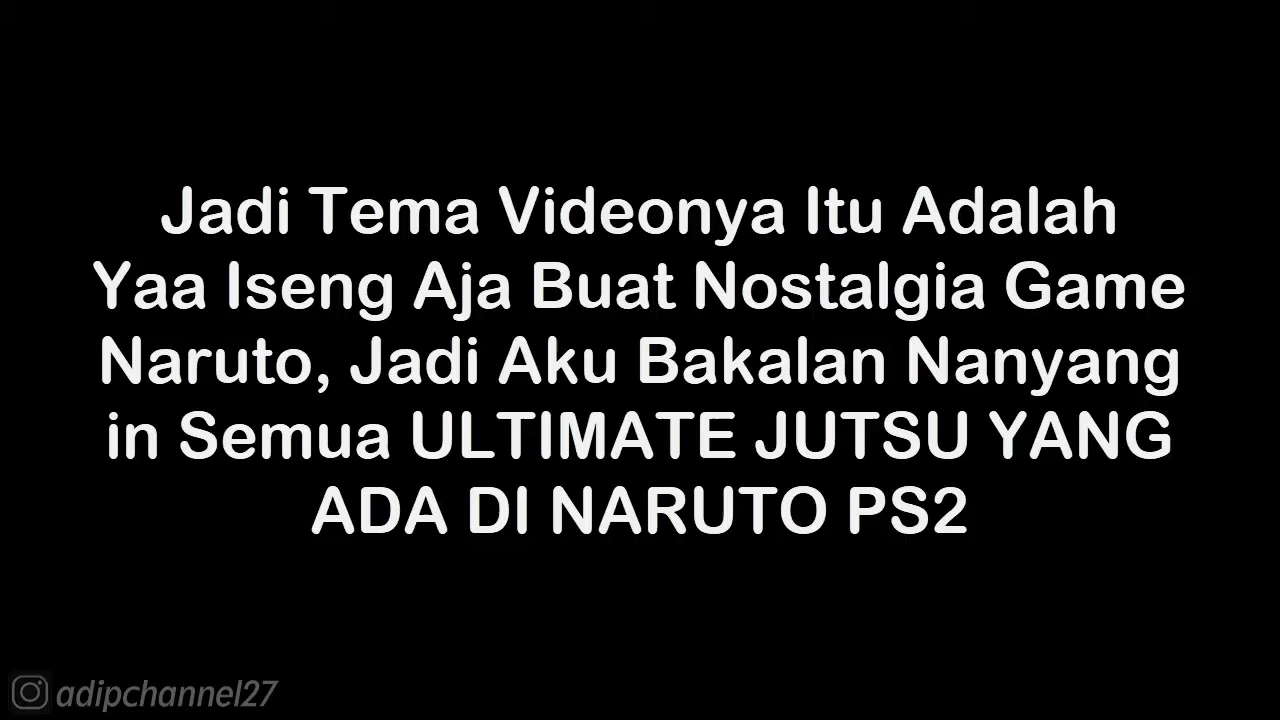 Jadi Tema Videonya Itu Adalah
Yaa Iseng Aja Buat Nostalgia Game
Naruto, Jadi Aku Bakalan Nanyang
in Semua ULTIMATE JUTSU YANG
ADA DI NARUTO PS2
adipchannel27